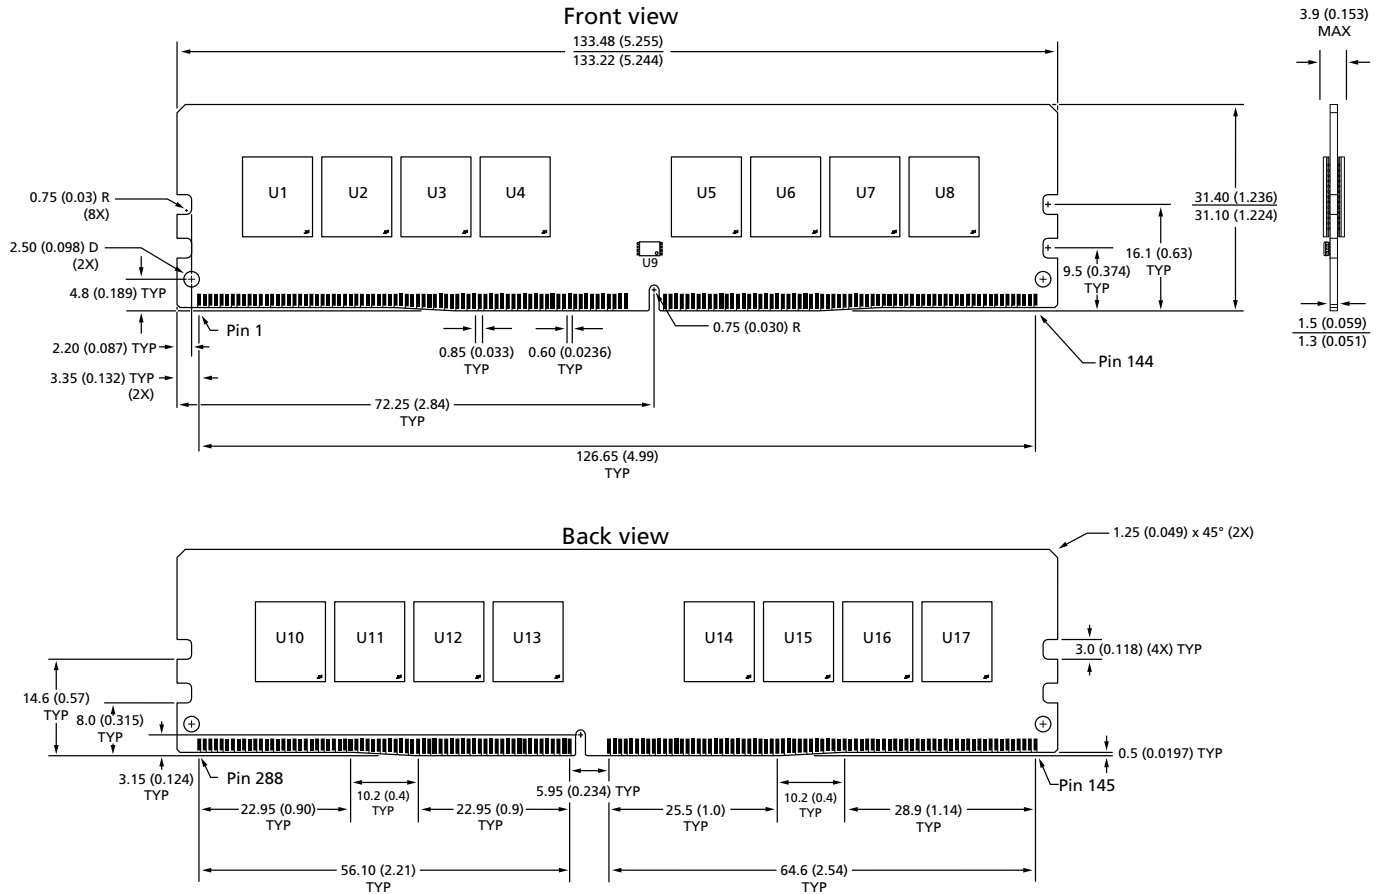 Front view
3.9 (0.153)
MAX
133.48 (5.255)
133.22 (5.244)
U1
U2
U3
U4
U5
U6
U7
U8
0.75 (0.03) R
(8X)
31.40 (1.236)
31.10 (1.224)
2.50 (0.098) D
(2X)
U9
16.1 (0.63)
TYP
9.5 (0.374)
TYP
4.8 (0.189) TYP
Pin 1
0.75 (0.030) R
1.5 (0.059)
1.3 (0.051)
2.20 (0.087) TYP
0.85 (0.033)
TYP
0.60 (0.0236)
TYP
Pin 144
3.35 (0.132) TYP
(2X)
72.25 (2.84)
TYP
126.65 (4.99)
TYP
Back view
1.25 (0.049) x 45° (2X)
U10
U11
U12
U13
U14
U15
U16
U17
3.0 (0.118) (4X) TYP
14.6 (0.57)
TYP
8.0 (0.315)
TYP
0.5 (0.0197) TYP
3.15 (0.124)
TYP
Pin 288
Pin 145
5.95 (0.234) TYP
22.95 (0.90)
TYP
10.2 (0.4)
TYP
22.95 (0.9)
TYP
25.5 (1.0)
TYP
10.2 (0.4)
TYP
28.9 (1.14)
TYP
56.10 (2.21)
TYP
64.6 (2.54)
TYP